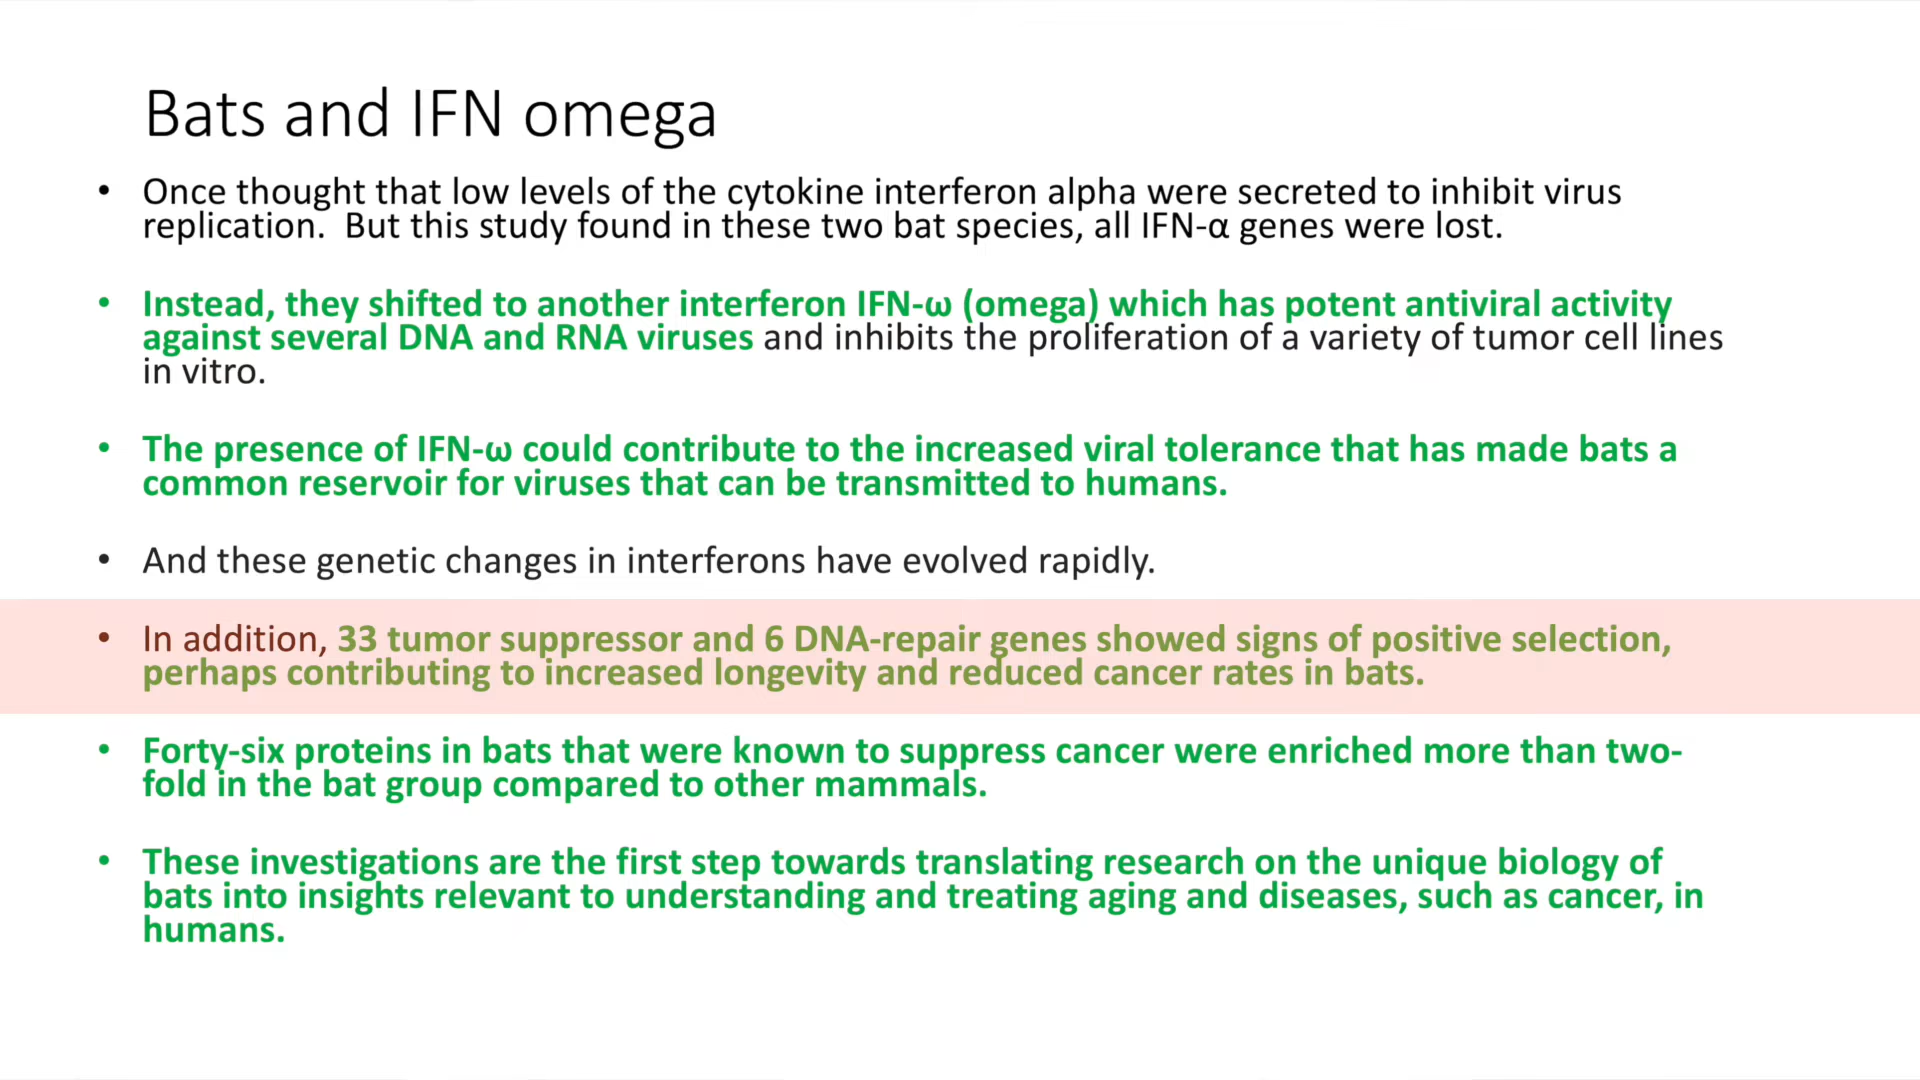 Bats and IFN omega
• Once thought that low levels of the cytokine interferon alpha were secreted to inhibit virus
replication.  But this study found in these two bat species, all IFN-α genes were lost.
• Instead, they shifted to another interferon IFN-ω (omega) which has potent antiviral activity
against several DNA and RNA viruses and inhibits the proliferation of a variety of tumor cell lines
in vitro.
• The presence of IFN-ω could contribute to the increased viral tolerance that has made bats a
common reservoir for viruses that can be transmitted to humans.
• And these genetic changes in interferons have evolved rapidly.
• In addition, 33 tumor suppressor and 6 DNA-repair genes showed signs of positive selection,
perhaps contributing to increased longevity and reduced cancer rates in bats.
• Forty-six proteins in bats that were known to suppress cancer were enriched more than two-
fold in the bat group compared to other mammals.
• These investigations are the first step towards translating research on the unique biology of
bats into insights relevant to understanding and treating aging and diseases, such as cancer, in
humans.